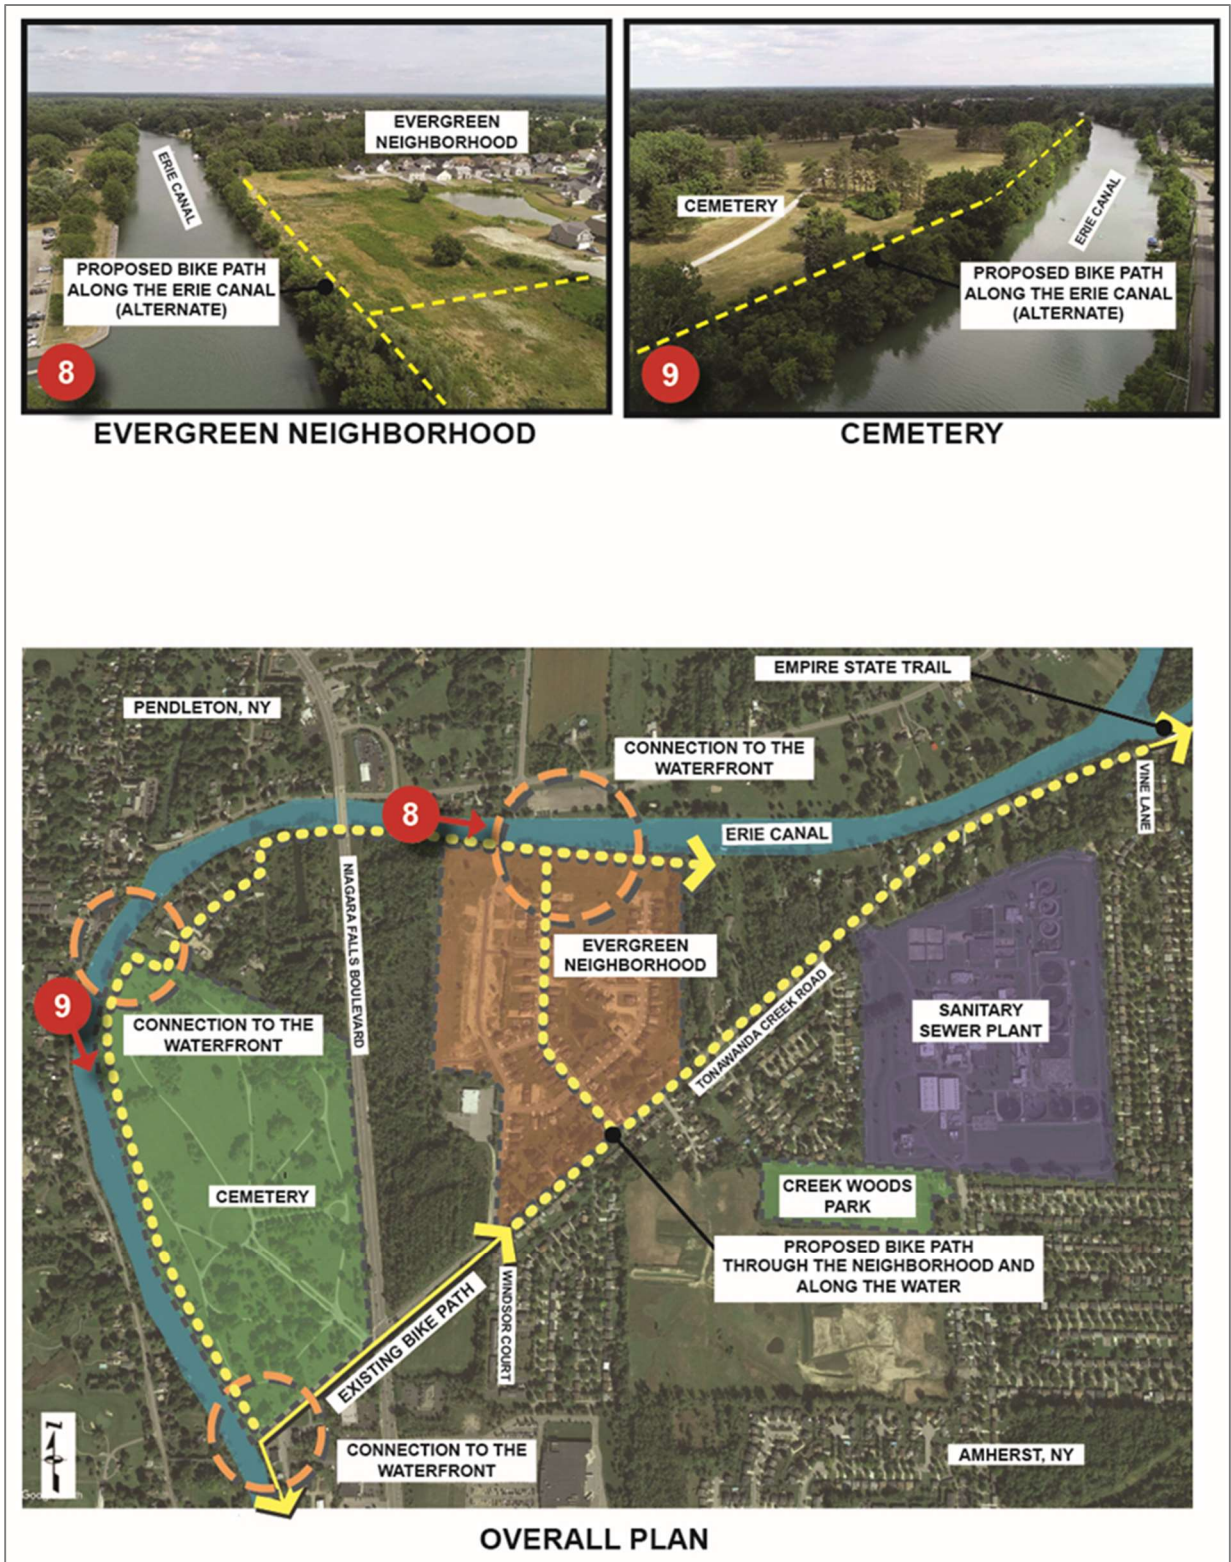 EVERGREEN
NEIGHBORHOOD
ERIE CANAL
PROPOSED BIKE PATH
ALONG THE ERIE CANAL
(ALTERNATE)
8
EVERGREEN NEIGHBORHOOD
CEMETERY
ERIE CANAL
PROPOSED BIKE PATH
ALONG THE ERIE CANAL
(ALTERNATE)
9
CEMETERY
EMPIRE STATE TRAIL
PENDLETON, NY
CONNECTION TO THE
WATERFRONT
VINE LANE
8
ERIE CANAL
NIAGARA FALLS BOULEVARD
EVERGREEN
NEIGHBORHOOD
9
CONNECTION TO THE
WATERFRONT
TONAWANDA CREEK ROAD
SANITARY
SEWER PLANT
CEMETERY
CREEK WOODS
PARK
PROPOSED BIKE PATH
THROUGH THE NEIGHBORHOOD AND
ALONG THE WATER
EXISTING BIKE PATH
WINDSOR COURT
CONNECTION TO THE
WATERFRONT
AMHERST, NY
OVERALL PLAN